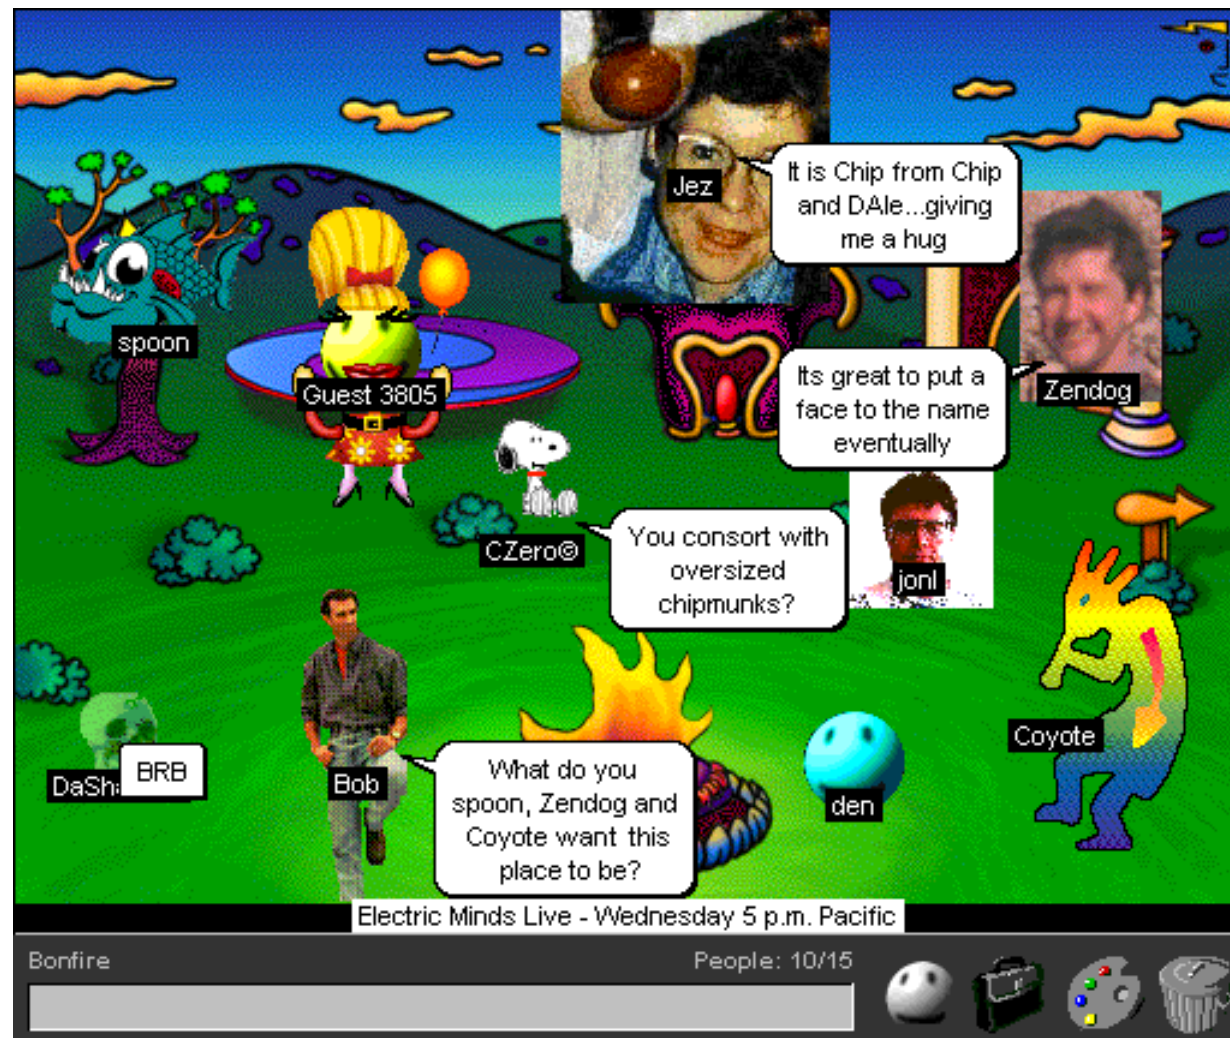 Jez
It is Chip from Chip
and DAle...giving
me a hug
spoon
Guest 3805
Its great to put a
face to the name
eventually
Zendog
CZero©
You consort with
oversized
chipmunks?
jonl
DaSh
BRB
Bob
What do you
spoon, Zendog and
Coyote want this
place to be?
den
Coyote
Electric Minds Live - Wednesday 5 p.m. Pacific
Bonfire
People: 10/15